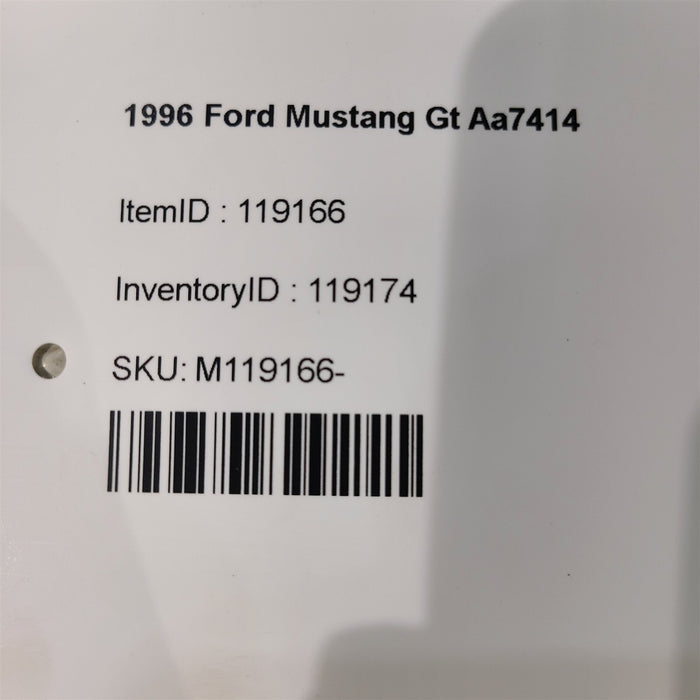 1996 Ford Mustang Gt Aa7414
ItemID : 119166
InventoryID : 119174
SKU: M119166-